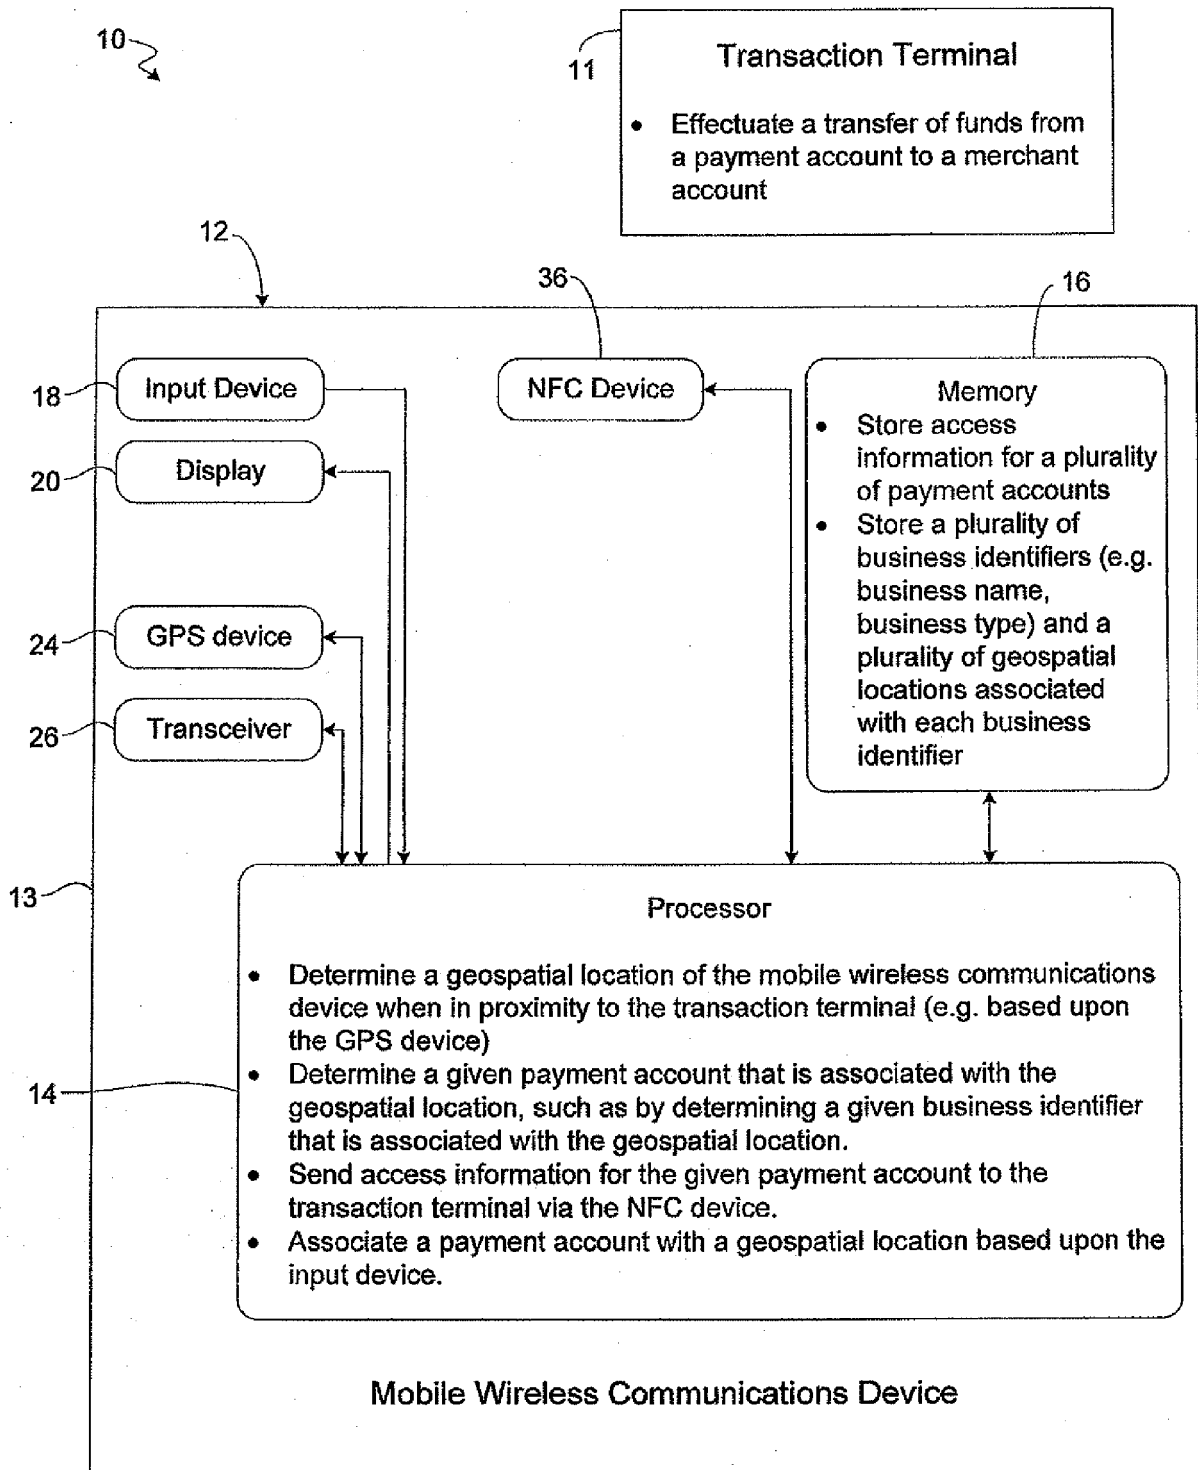 10
11
Transaction Terminal
• Effectuate a transfer of funds from
a payment account to a merchant
account
12
36
16
18
Input Device
NFC Device
20
Display
24
GPS device
26
Transceiver
Memory
• Store access
information for a plurality
of payment accounts
• Store a plurality of
business identifiers (e.g.
business name,
business type) and a
plurality of geospatial
locations associated
with each business
identifier
13
14
Processor
• Determine a geospatial location of the mobile wireless communications
device when in proximity to the transaction terminal (e.g. based upon
the GPS device)
• Determine a given payment account that is associated with the
geospatial location, such as by determining a given business identifier
that is associated with the geospatial location.
• Send access information for the given payment account to the
transaction terminal via the NFC device.
• Associate a payment account with a geospatial location based upon the
input device.
Mobile Wireless Communications Device